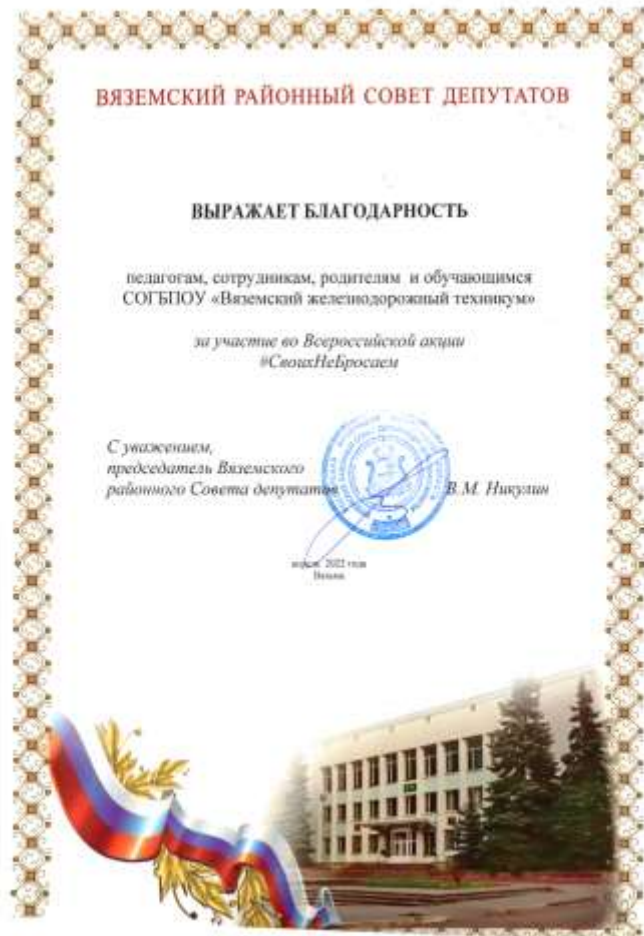 ВЯЗЕМСКИЙ РАЙОННЫЙ СОВЕТ ДЕПУТАТОВ
ВЫРАЖАЕТ БЛАГОДАРНОСТЬ
педагогам, сотрудникам, родителям и обучающимся
СОГБПОУ «Вяземский железнодорожный техникум»
за участие во Всероссийской акции
#СвоихНеБросаем
С уважением,
председатель Вяземского
районного Совета депутатов В.М. Никулин
апрель 2022 года
Вязьма